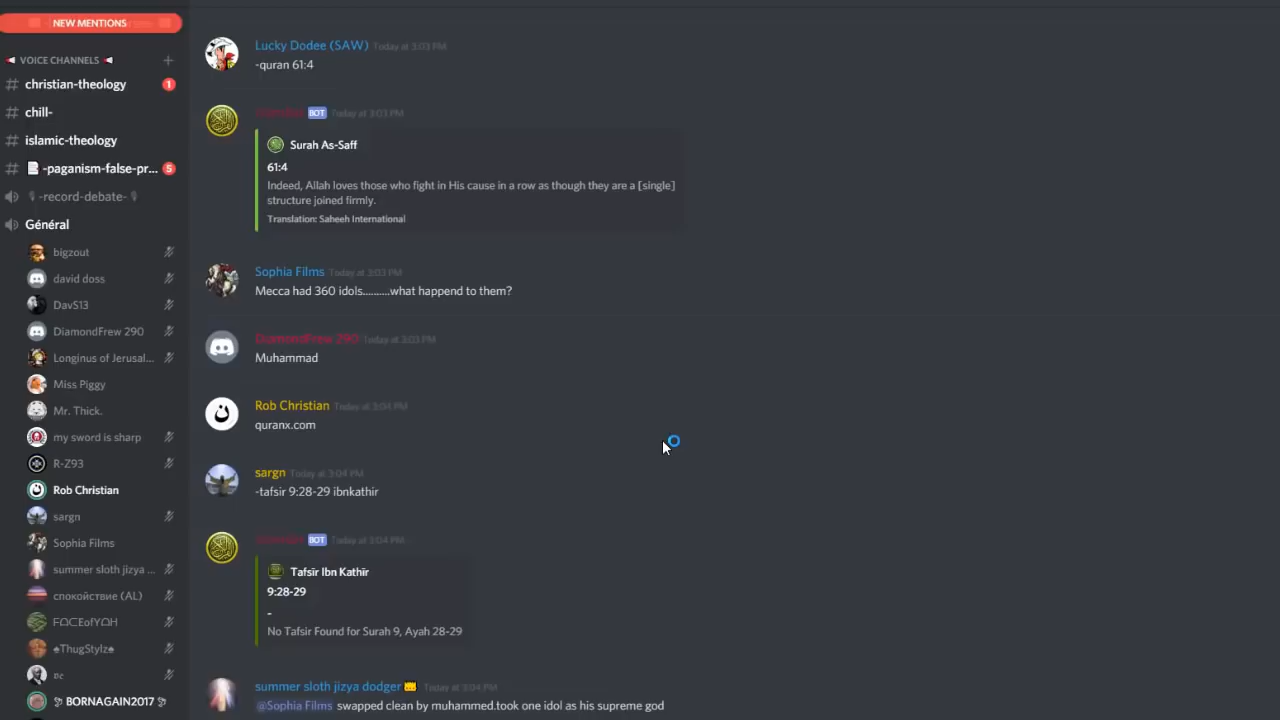 NEW MENTIONS
VOICE CHANNELS
christian-theology 1
chill-
islamic-theology
-paganism-false-pr... 5
-record-debate-
Général
bigzout
david doss
DavS13
DiamondFrew 290
Longinus of Jerusal...
Miss Piggy
Mr. Thick.
my sword is sharp
R-Z93
Rob Christian
sargn
Sophia Films
summer sloth jizya ...
спокойствие (AL)
♠ThugStylz♠
BORNAGAIN2017
Lucky Dodee (SAW) Today at 3:03 PM
-quran 61:4
BOT Today at 3:03 PM
Surah As-Saff
61:4
Indeed, Allah loves those who fight in His cause in a row as though they are a [single]
structure joined firmly.
Translation: Saheeh International
Sophia Films Today at 3:03 PM
Mecca had 360 idols..........what happend to them?
DiamondFrew 290 Today at 3:03 PM
Muhammad
Rob Christian Today at 3:04 PM
quranx.com
sargn Today at 3:04 PM
-tafsir 9:28-29 ibnkathir
BOT Today at 3:04 PM
Tafsīr Ibn Kathīr
9:28-29
-
No Tafsir Found for Surah 9, Ayah 28-29
summer sloth jizya dodger Today at 3:04 PM
@Sophia Films swapped clean by muhammed.took one idol as his supreme god